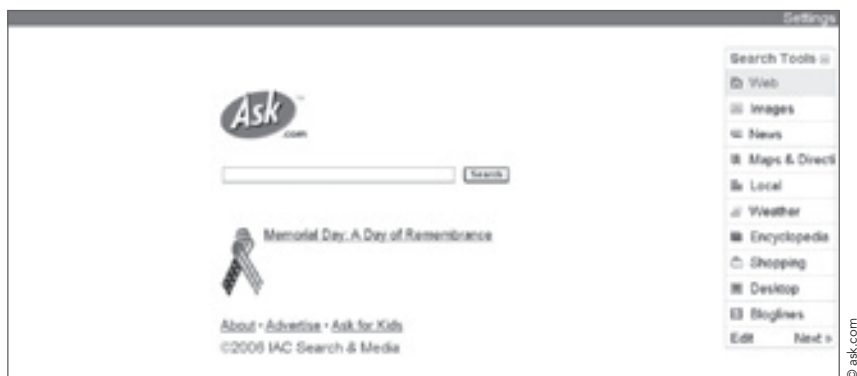 Settings
Ask™
.com
Search
Memorial Day: A Day of Remembrance
About • Advertise • Ask for Kids
©2006 IAC Search & Media
Search Tools
Web
Images
News
Maps & Directi
Local
Weather
Encyclopedia
Shopping
Desktop
Bloglines
Edit Next »
© ask.com